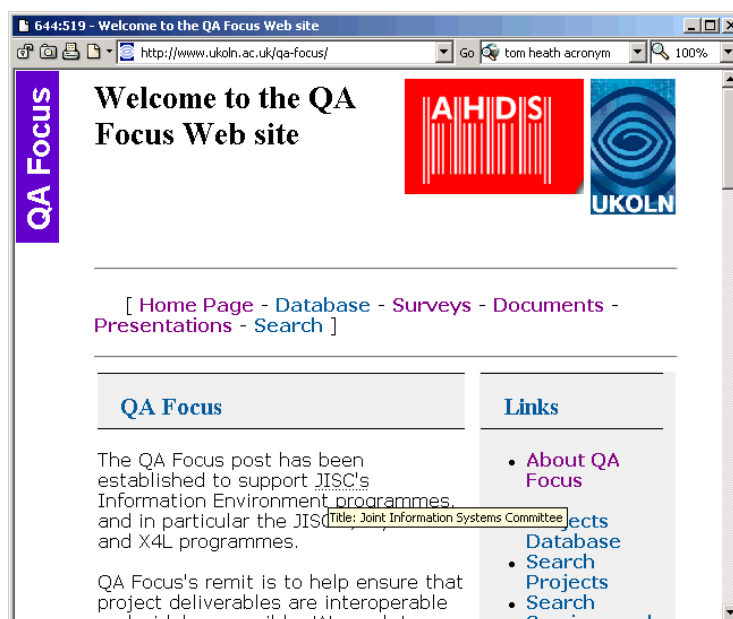 644:519 - Welcome to the QA Focus Web site
http://www.ukoln.ac.uk/qa-focus/ Go tom heath acronym 100%
QA Focus
Welcome to the QA
Focus Web site
AHDS
UKOLN
[ Home Page - Database - Surveys - Documents -
Presentations - Search ]
QA Focus
The QA Focus post has been
established to support JISC's
Information Environment programmes,
and in particular the JISC
Title: Joint Information Systems Committee
and X4L programmes.
QA Focus's remit is to help ensure that
project deliverables are interoperable
Links
• About QA
Focus
Database
• Search
Projects
• Search